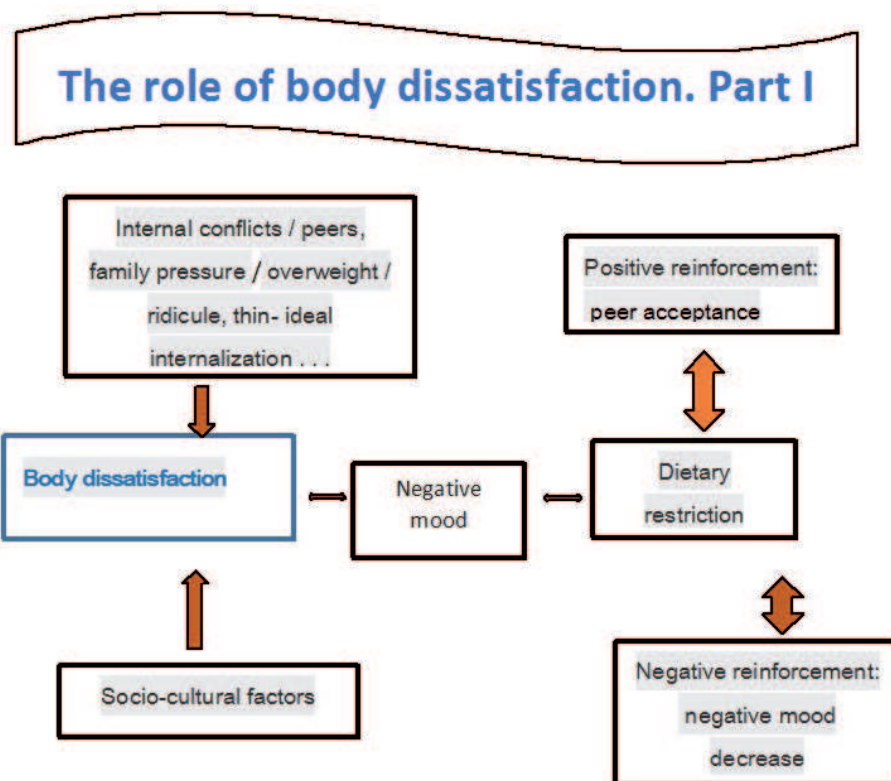 The role of body dissatisfaction. Part I
Internal conflicts / peers,
family pressure / overweight /
ridicule, thin- ideal
internalization . . .
Positive reinforcement:
peer acceptance
Body dissatisfaction
Negative
mood
Dietary
restriction
Socio-cultural factors
Negative reinforcement:
negative mood
decrease